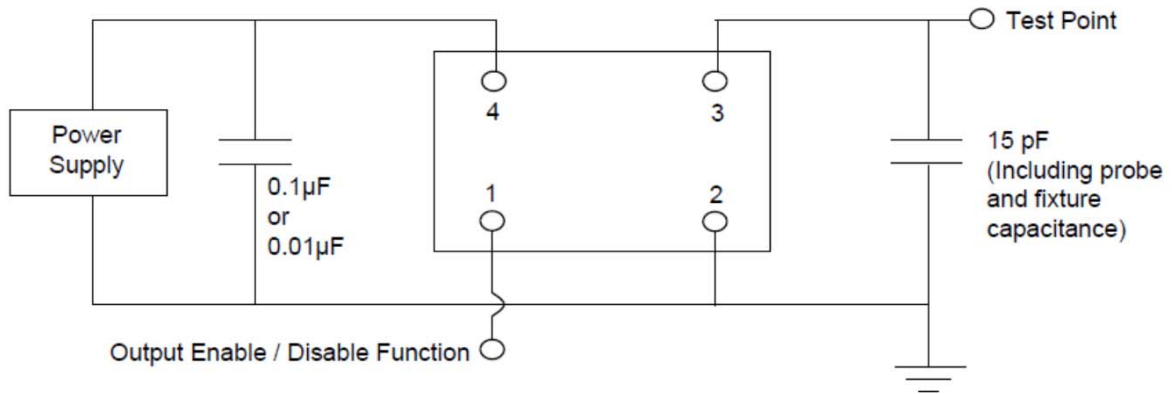 Test Point
4
3
Power
Supply
15 pF
(Including probe
and fixture
capacitance)
0.1µF
or
0.01µF
1
2
Output Enable / Disable Function